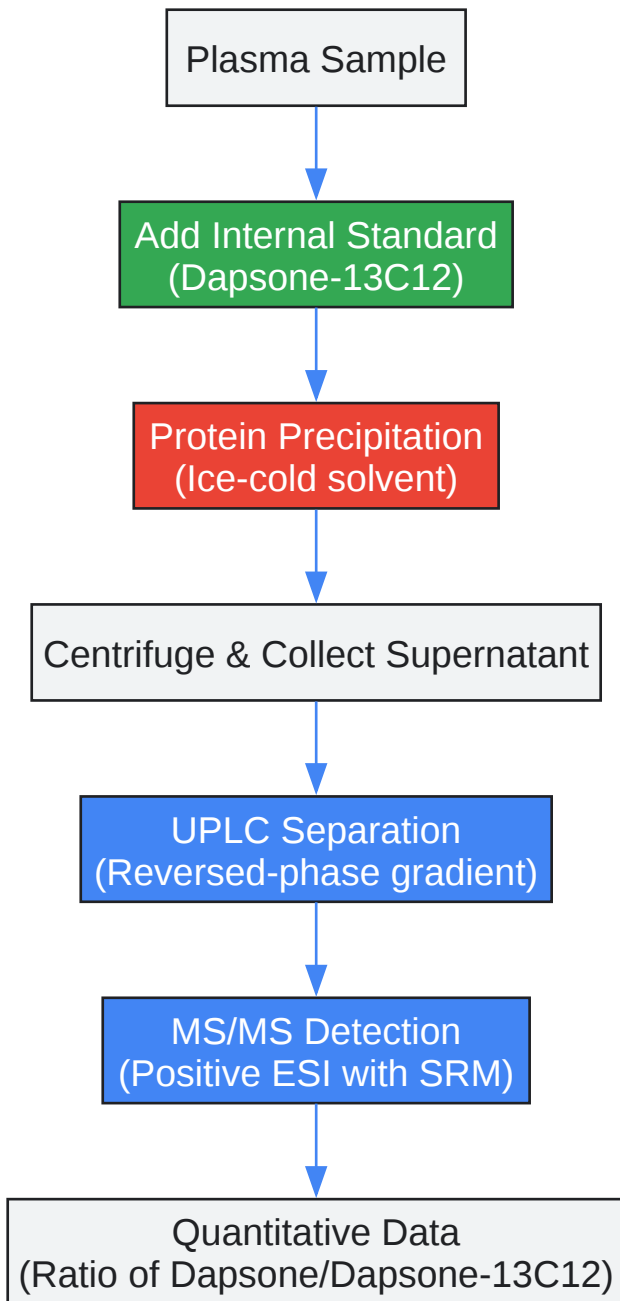 Plasma Sample
Add Internal Standard
(Dapsone-13C12)
Protein Precipitation
(Ice-cold solvent)
Centrifuge & Collect Supernatant
UPLC Separation
(Reversed-phase gradient)
MS/MS Detection
(Positive ESI with SRM)
Quantitative Data
(Ratio of Dapsone/Dapsone-13C12)